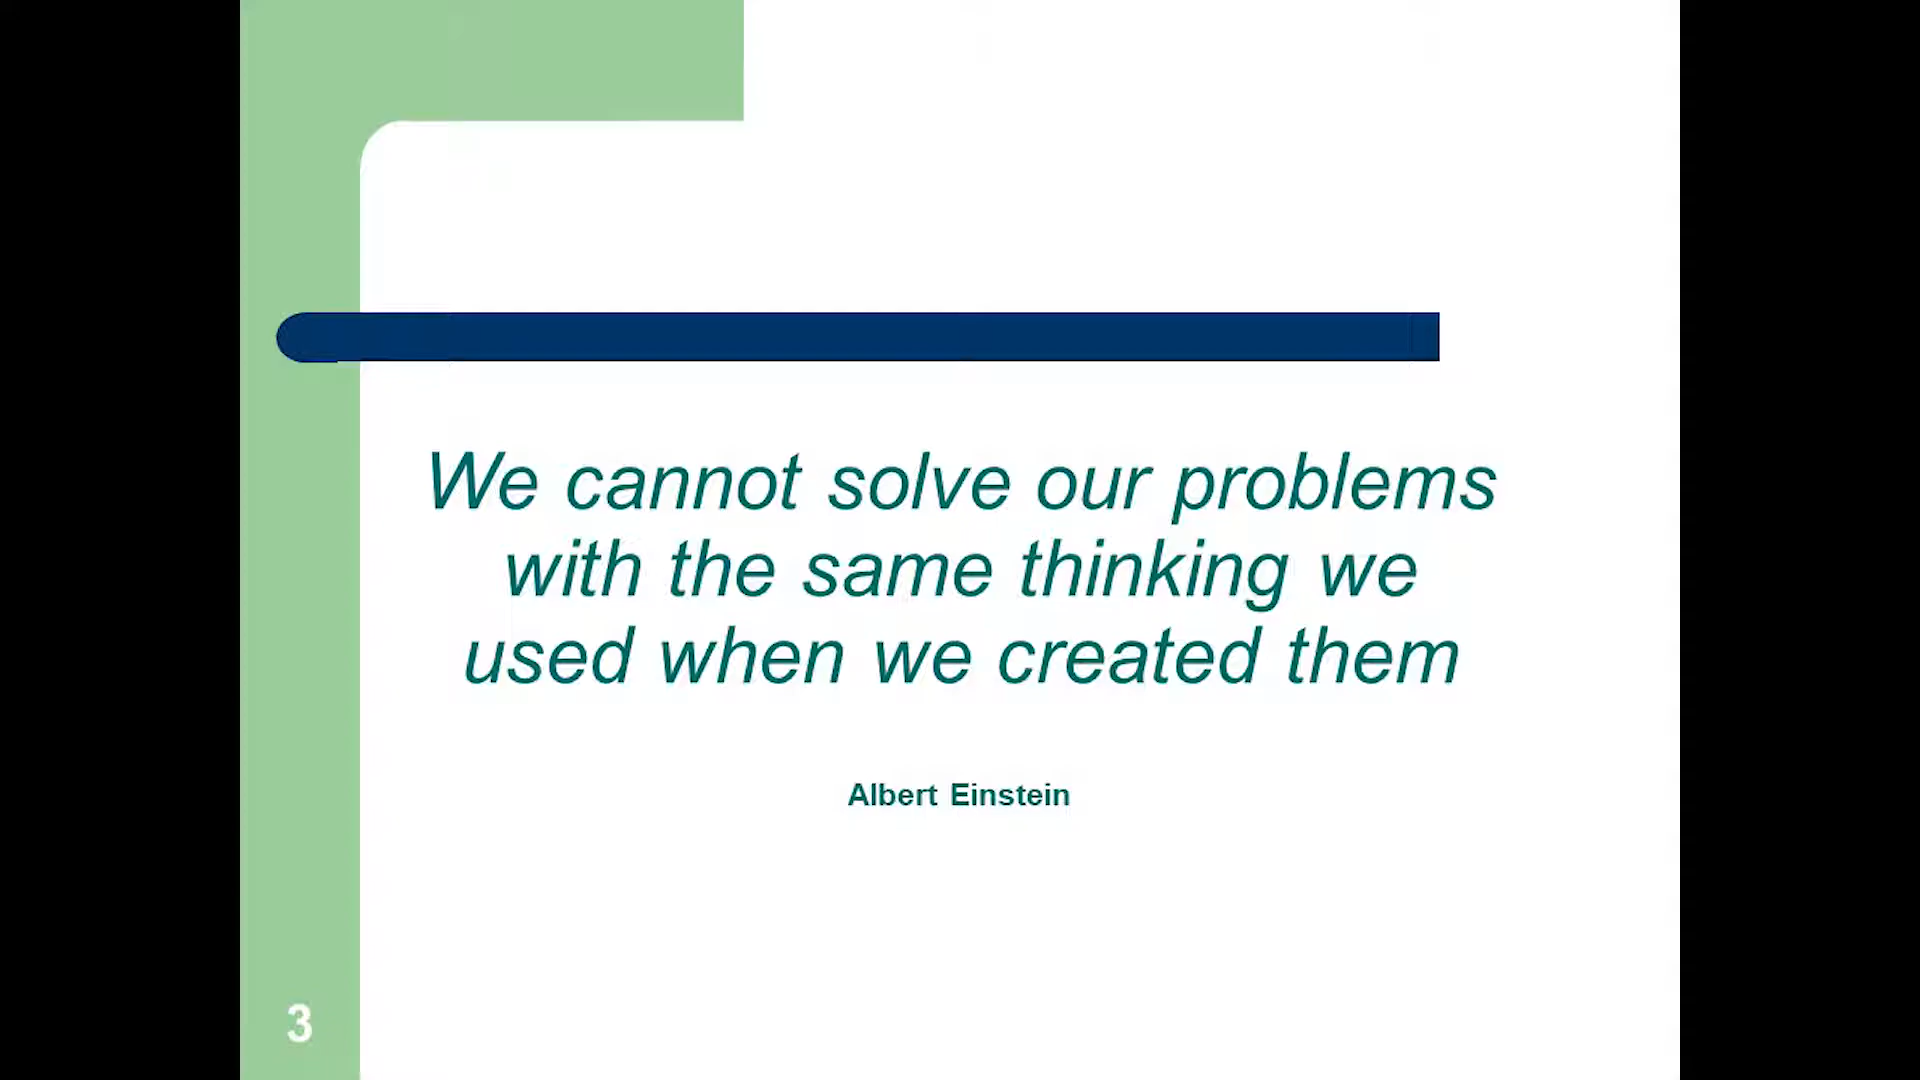 We cannot solve our problems
with the same thinking we
used when we created them
Albert Einstein
3